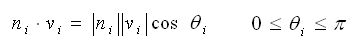 nᵢ · vᵢ = |nᵢ||vᵢ|cos θᵢ 0 ≤ θᵢ ≤ π